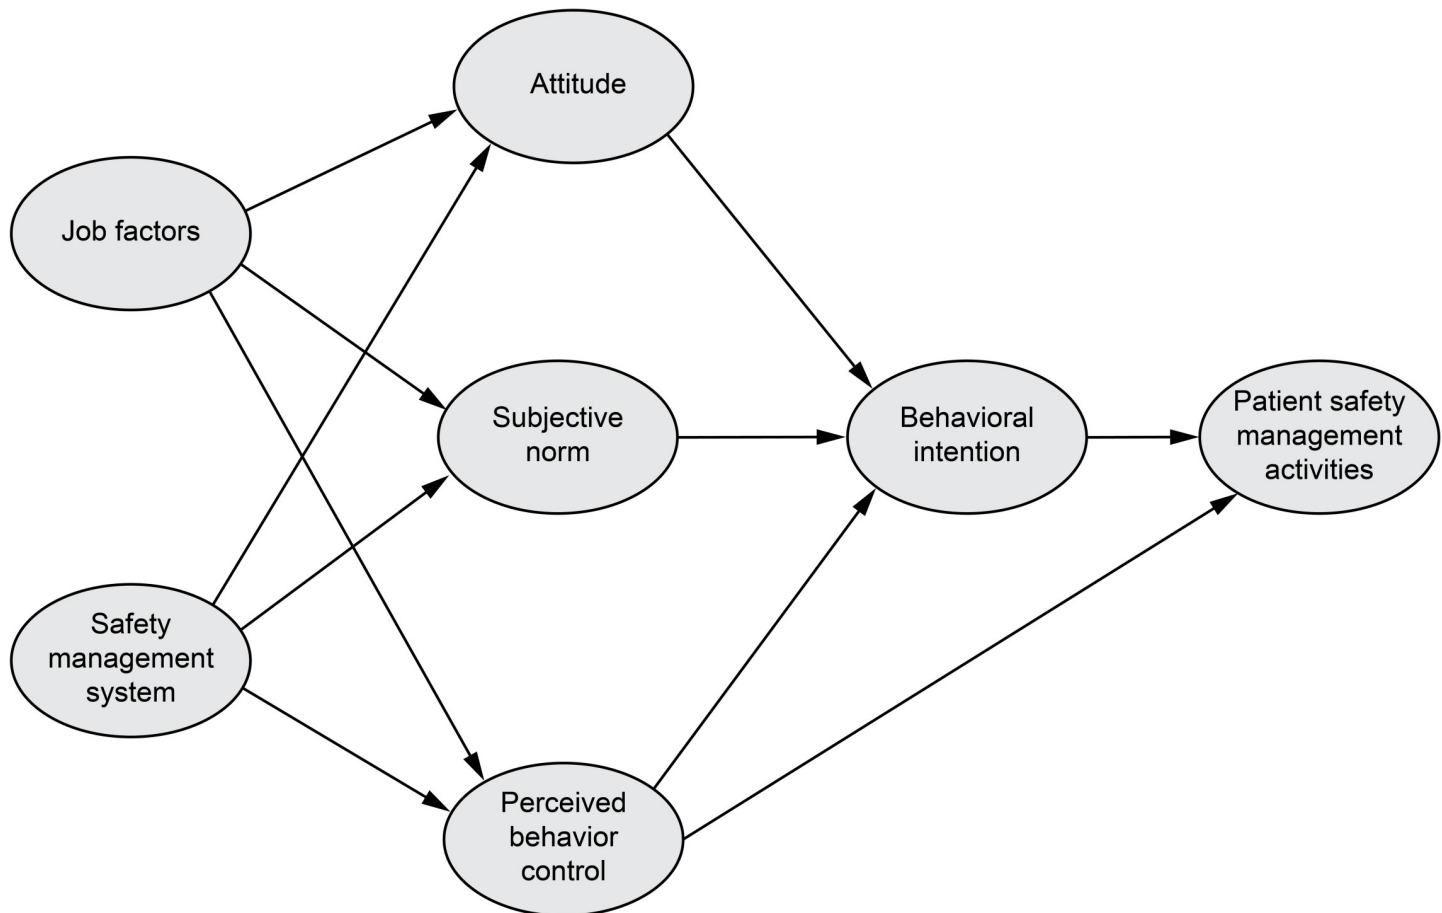 Attitude
Job factors
Subjective
norm
Behavioral
intention
Patient safety
management
activities
Safety
management
system
Perceived
behavior
control